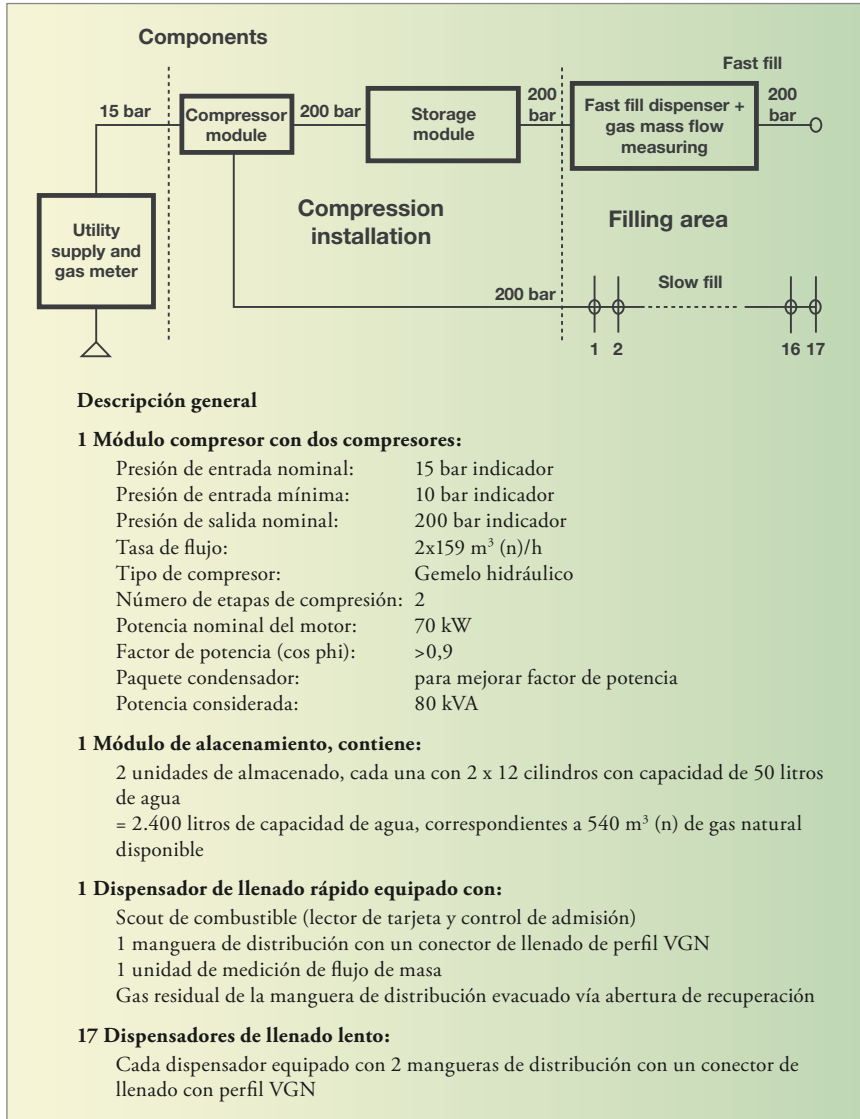 Components
Fast fill
15 bar
Compressor
module
200 bar
Storage
module
200
bar
Fast fill dispenser +
gas mass flow
measuring
200
bar
Utility
supply and
gas meter
Compression
installation
Filling area
200 bar
Slow fill
1 2 16 17
Descripción general
1 Módulo compresor con dos compresores:
Presión de entrada nominal: 15 bar indicador
Presión de entrada mínima: 10 bar indicador
Presión de salida nominal: 200 bar indicador
Tasa de flujo: 2x159 m³ (n)/h
Tipo de compresor: Gemelo hidráulico
Número de etapas de compresión: 2
Potencia nominal del motor: 70 kW
Factor de potencia (cos phi): >0,9
Paquete condensador: para mejorar factor de potencia
Potencia considerada: 80 kVA
1 Módulo de alacenamiento, contiene:
2 unidades de almacenado, cada una con 2 x 12 cilindros con capacidad de 50 litros
de agua
= 2.400 litros de capacidad de agua, correspondientes a 540 m³ (n) de gas natural
disponible
1 Dispensador de llenado rápido equipado con:
Scout de combustible (lector de tarjeta y control de admisión)
1 manguera de distribución con un conector de llenado de perfil VGN
1 unidad de medición de flujo de masa
Gas residual de la manguera de distribución evacuado vía abertura de recuperación
17 Dispensadores de llenado lento:
Cada dispensador equipado con 2 mangueras de distribución con un conector de
llenado con perfil VGN